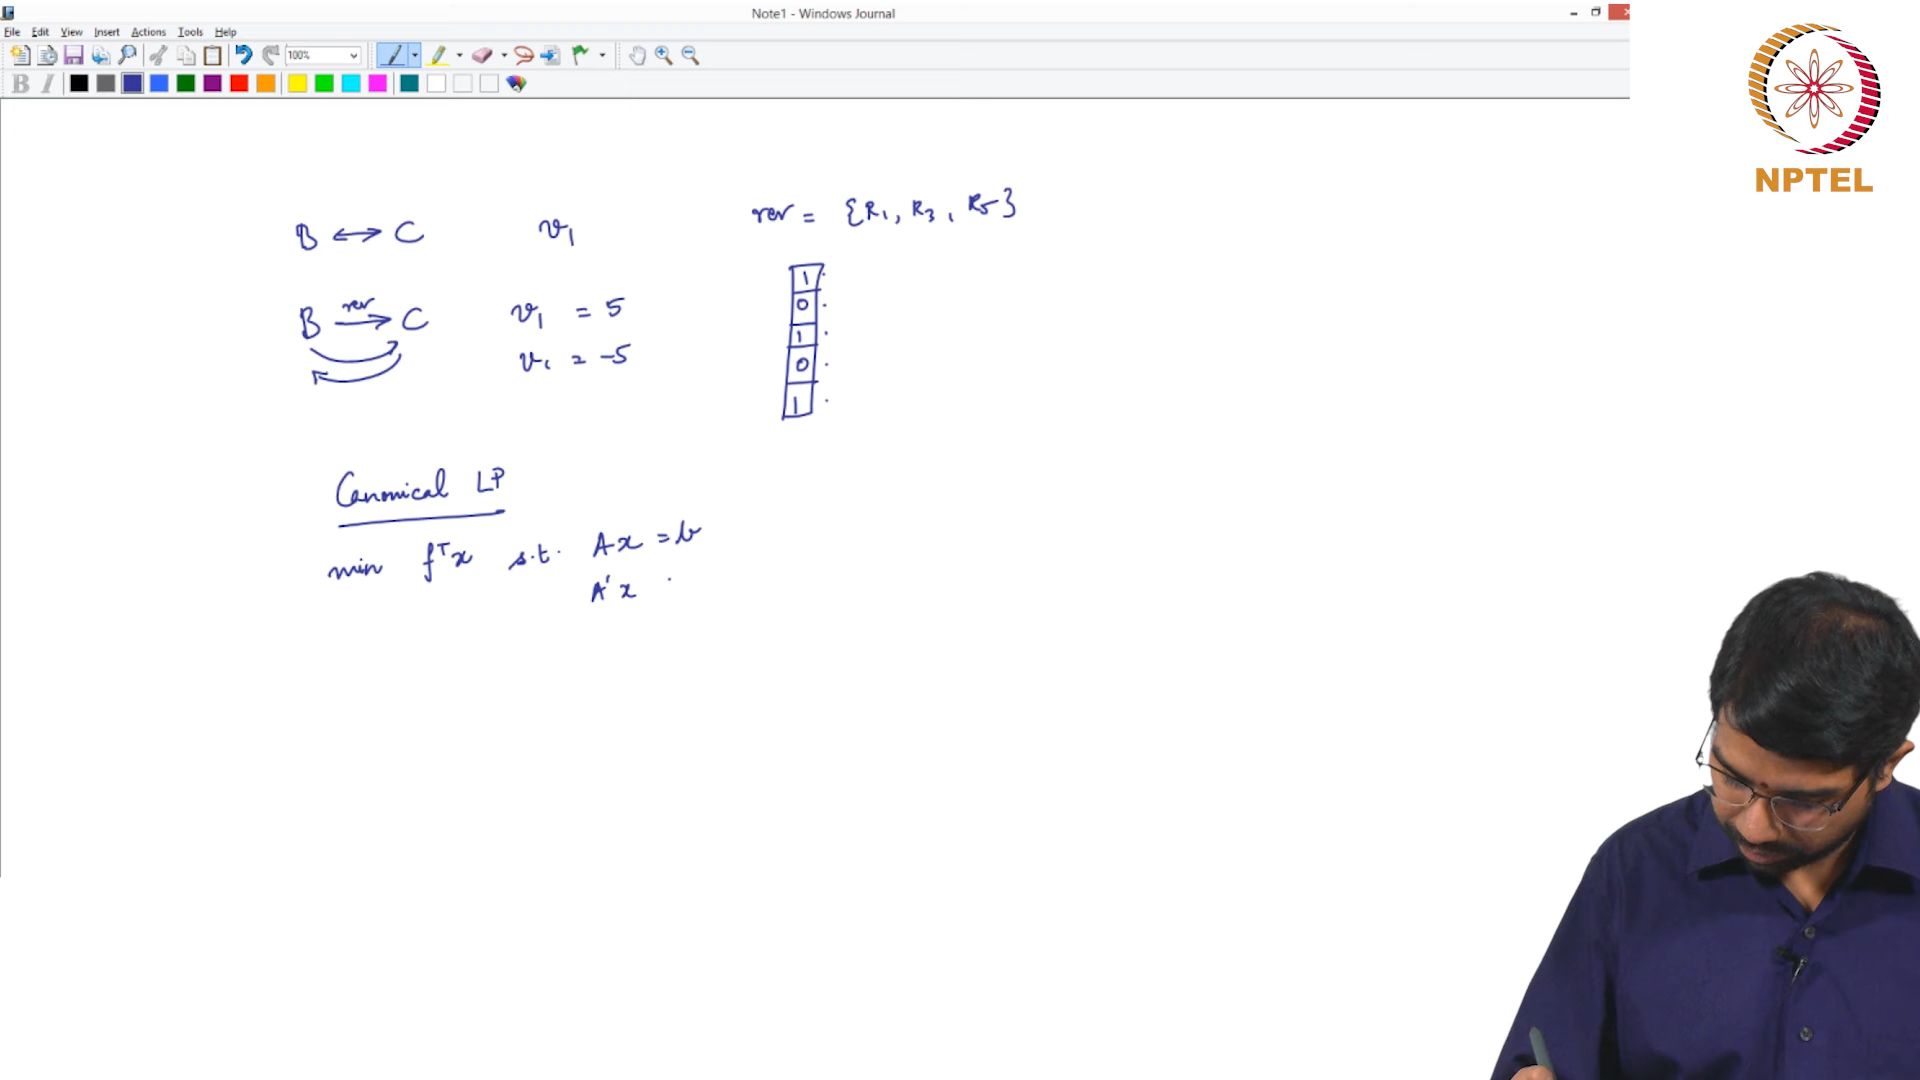 Note1 - Windows Journal
File Edit View Insert Actions Tools Help
100%
B I
NPTEL
B ↔ C v₁ rev = {R₁, R₃, R₅}
1
0
1
0
1
rev
B → C v₁ = 5
v₁ = -5
Canonical LP
min fᵀx s.t. Ax = b
A'x